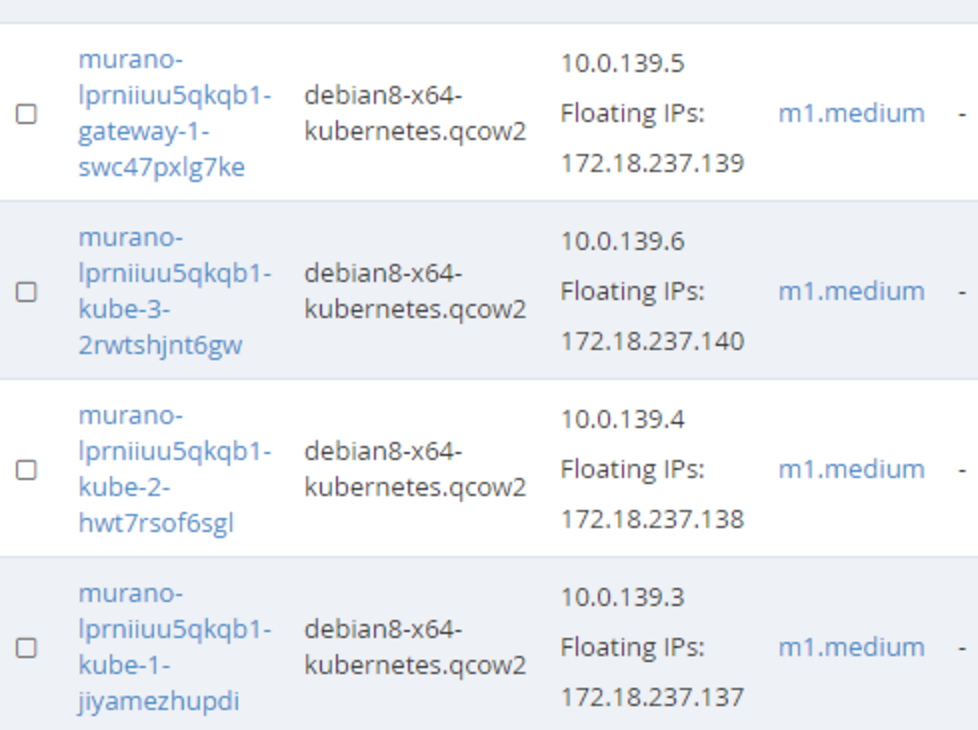 murano-
lprniiuu5qkqb1-
gateway-1-
swc47pxlg7ke
debian8-x64-
kubernetes.qcow2
10.0.139.5
Floating IPs:
172.18.237.139
m1.medium
-
murano-
lprniiuu5qkqb1-
kube-3-
2rwtshjnt6gw
debian8-x64-
kubernetes.qcow2
10.0.139.6
Floating IPs:
172.18.237.140
m1.medium
-
murano-
lprniiuu5qkqb1-
kube-2-
hwt7rsof6sgl
debian8-x64-
kubernetes.qcow2
10.0.139.4
Floating IPs:
172.18.237.138
m1.medium
-
murano-
lprniiuu5qkqb1-
kube-1-
jiyamezhupdi
debian8-x64-
kubernetes.qcow2
10.0.139.3
Floating IPs:
172.18.237.137
m1.medium
-